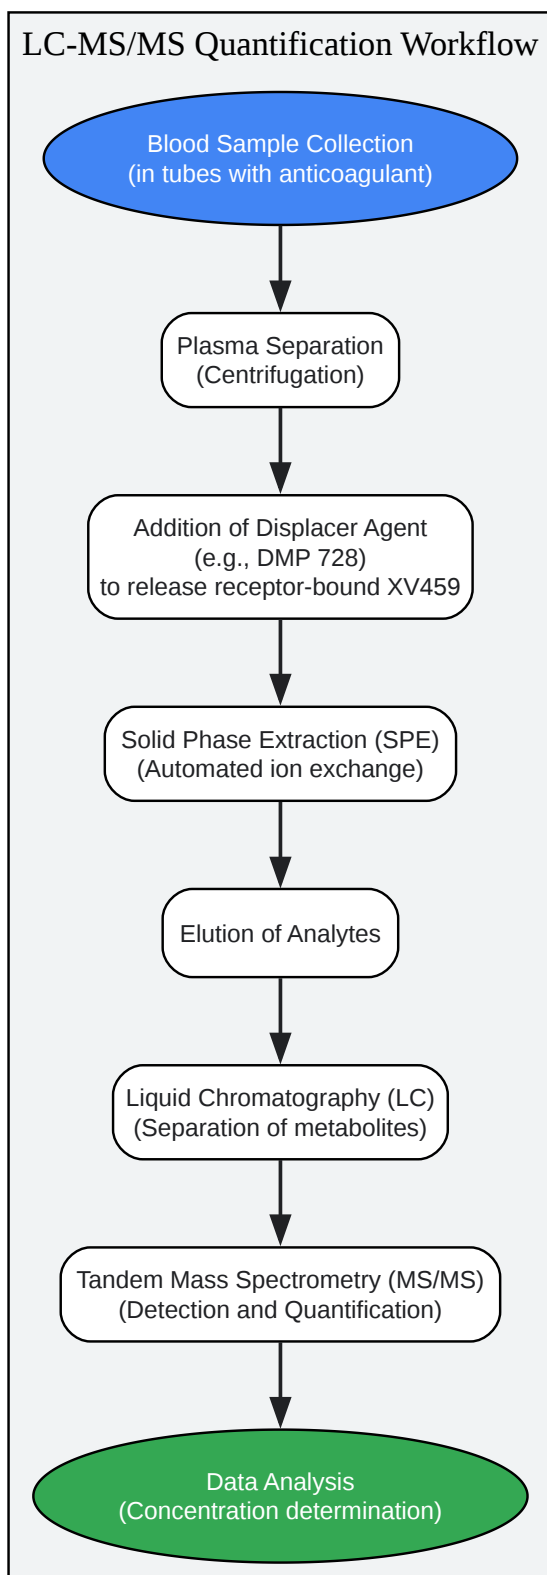 LC-MS/MS Quantification Workflow
Blood Sample Collection
(in tubes with anticoagulant)
Plasma Separation
(Centrifugation)
Addition of Displacer Agent
(e.g., DMP 728)
to release receptor-bound XV459
Solid Phase Extraction (SPE)
(Automated ion exchange)
Elution of Analytes
Liquid Chromatography (LC)
(Separation of metabolites)
Tandem Mass Spectrometry (MS/MS)
(Detection and Quantification)
Data Analysis
(Concentration determination)